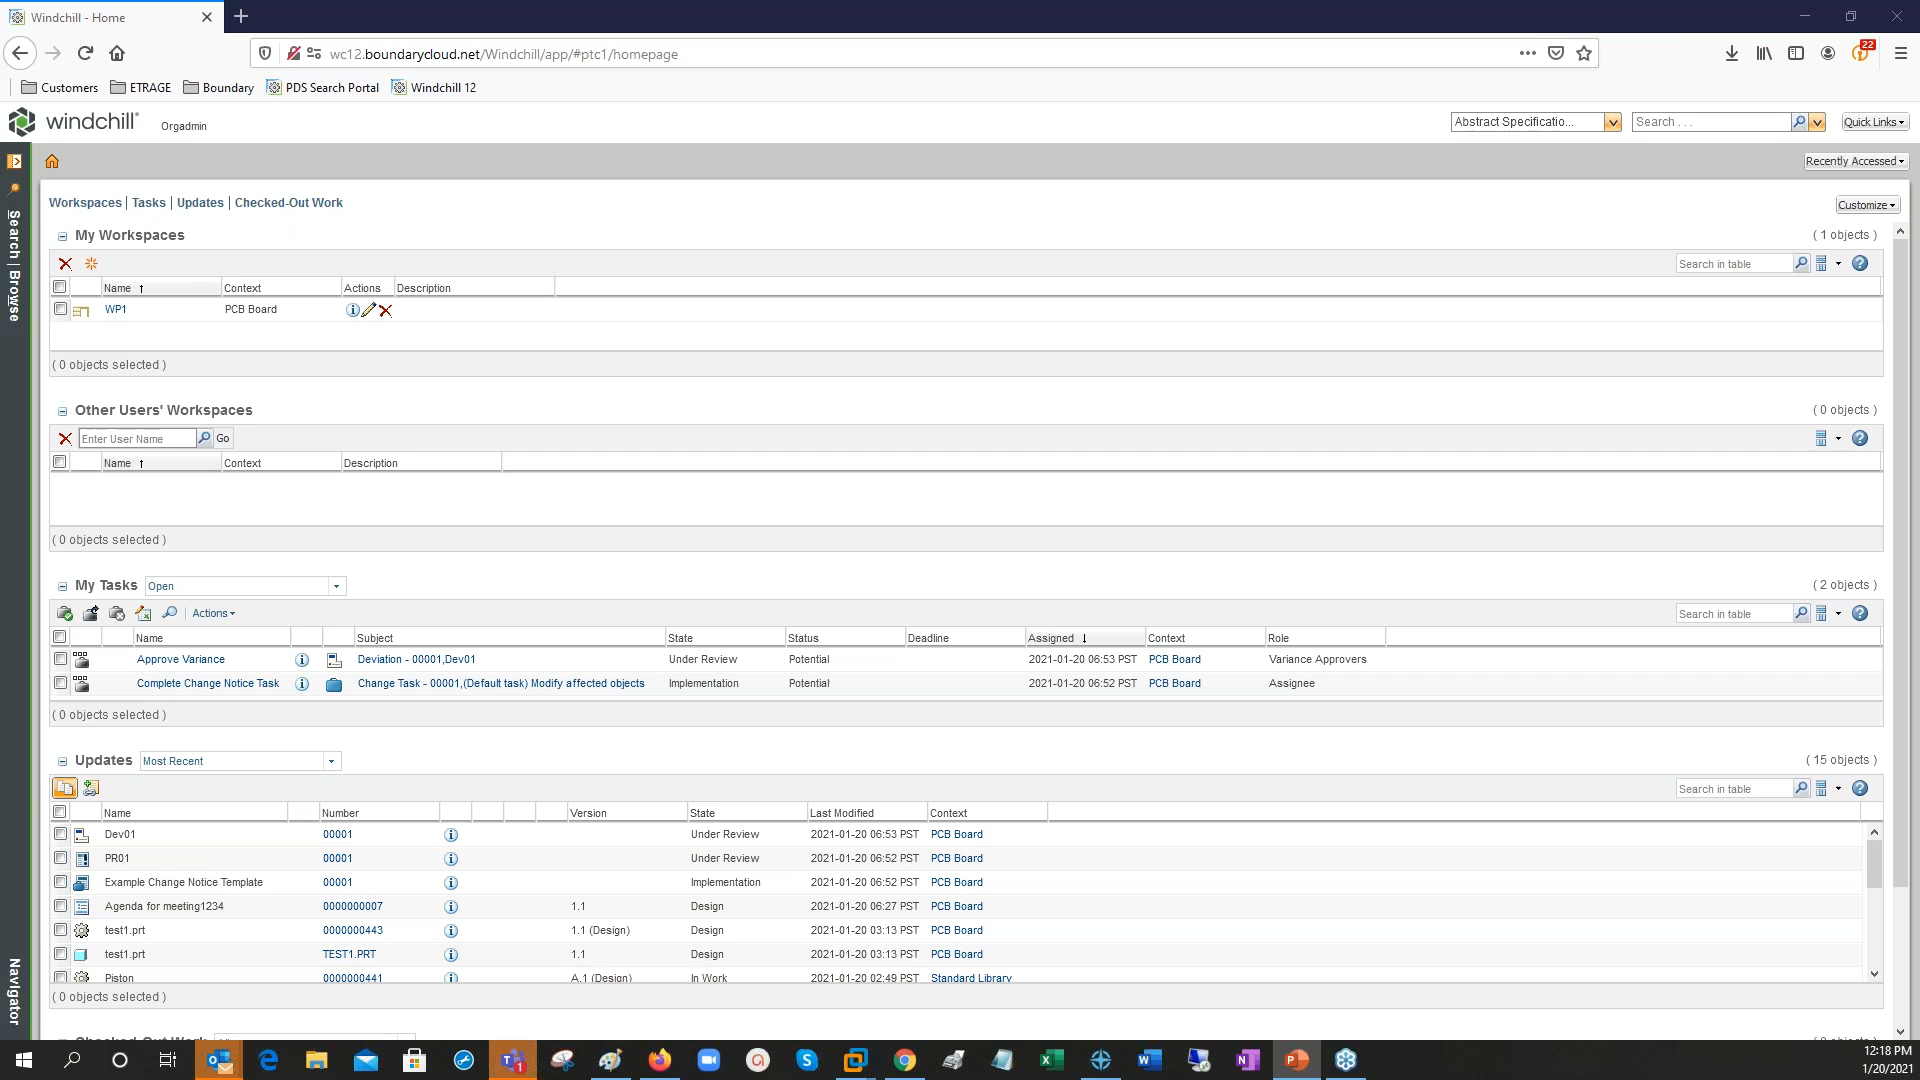 Windchill - Home
22
wc12.boundarycloud.net/Windchill/app/#ptc1/homepage
Customers ETRAGE Boundary PDS Search Portal Windchill 12
windchill® Orgadmin Abstract Specificatio... Search . . . Quick Links
Recently Accessed
Workspaces | Tasks | Updates | Checked-Out Work Customize
My Workspaces ( 1 objects )
Search in table
Name ↑ Context Actions Description
WP1 PCB Board
( 0 objects selected )
Search | Browse
Other Users' Workspaces ( 0 objects )
Enter User Name Go
Name ↑ Context Description
( 0 objects selected )
My Tasks Open ( 2 objects )
Actions Search in table
Name Subject State Status Deadline Assigned ↓ Context Role
Approve Variance Deviation - 00001,Dev01 Under Review Potential 2021-01-20 06:53 PST PCB Board Variance Approvers
Complete Change Notice Task Change Task - 00001,(Default task) Modify affected objects Implementation Potential 2021-01-20 06:52 PST PCB Board Assignee
( 0 objects selected )
Updates Most Recent ( 15 objects )
Search in table
Name Number Version State Last Modified Context
Dev01 00001 Under Review 2021-01-20 06:53 PST PCB Board
PR01 00001 Under Review 2021-01-20 06:52 PST PCB Board
Example Change Notice Template 00001 Implementation 2021-01-20 06:52 PST PCB Board
Agenda for meeting1234 0000000007 1.1 Design 2021-01-20 06:27 PST PCB Board
test1.prt 0000000443 1.1 (Design) Design 2021-01-20 03:13 PST PCB Board
test1.prt TEST1.PRT 1.1 Design 2021-01-20 03:13 PST PCB Board
Piston 0000000441 A.1 (Design) In Work 2021-01-20 02:49 PST Standard Library
( 0 objects selected )
Navigator
12:18 PM
1/20/2021